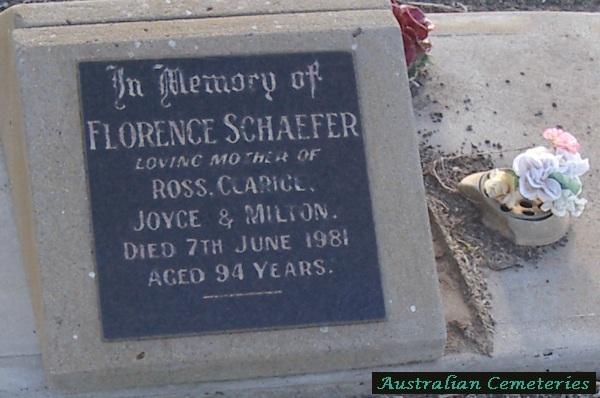 In Memory of
FLORENCE SCHAEFER
LOVING MOTHER OF
ROSS, CLARICE,
JOYCE & MILTON.
DIED 7TH JUNE 1981
AGED 94 YEARS.
Australian Cemeteries